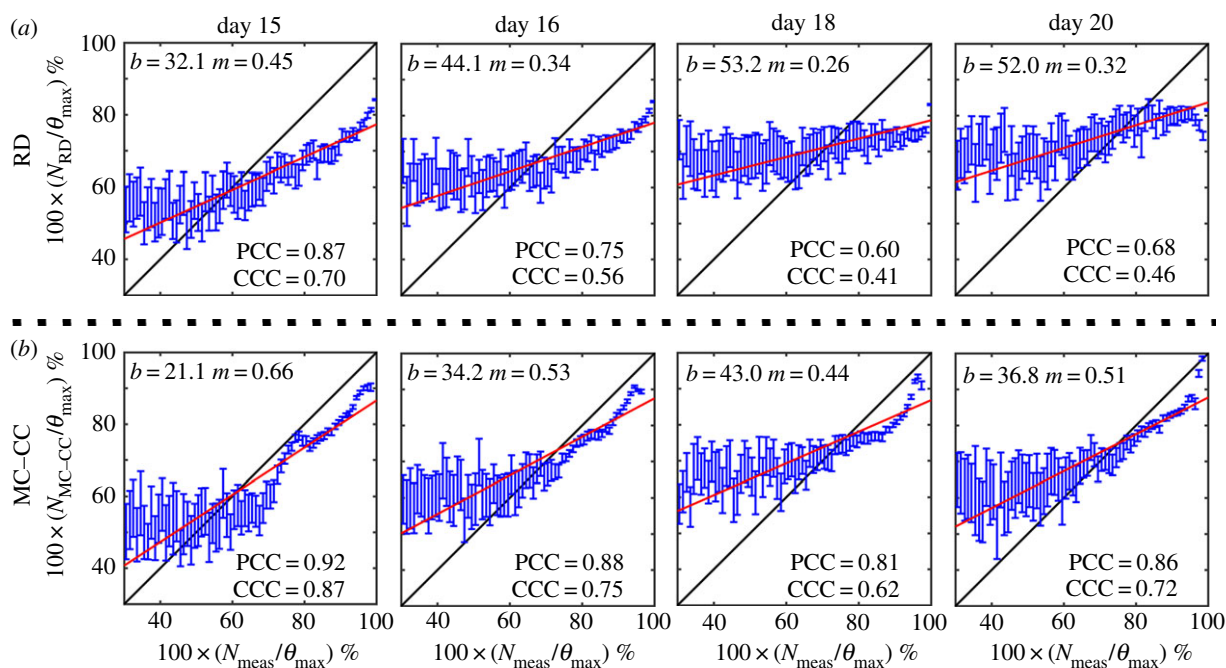 (a) day 15 day 16 day 18 day 20
100 b = 32.1 m = 0.45 b = 44.1 m = 0.34 b = 53.2 m = 0.26 b = 52.0 m = 0.32
80
60
40
RD
100 × (N_RD/θ_max) %
PCC = 0.87 PCC = 0.75 PCC = 0.60 PCC = 0.68
CCC = 0.70 CCC = 0.56 CCC = 0.41 CCC = 0.46
(b)
100 b = 21.1 m = 0.66 b = 34.2 m = 0.53 b = 43.0 m = 0.44 b = 36.8 m = 0.51
80
60
40
MC–CC
100 × (N_MC–CC/θ_max) %
PCC = 0.92 PCC = 0.88 PCC = 0.81 PCC = 0.86
CCC = 0.87 CCC = 0.75 CCC = 0.62 CCC = 0.72
40 60 80 100 40 60 80 100 40 60 80 100 40 60 80 100
100 × (N_meas/θ_max) % 100 × (N_meas/θ_max) % 100 × (N_meas/θ_max) % 100 × (N_meas/θ_max) %